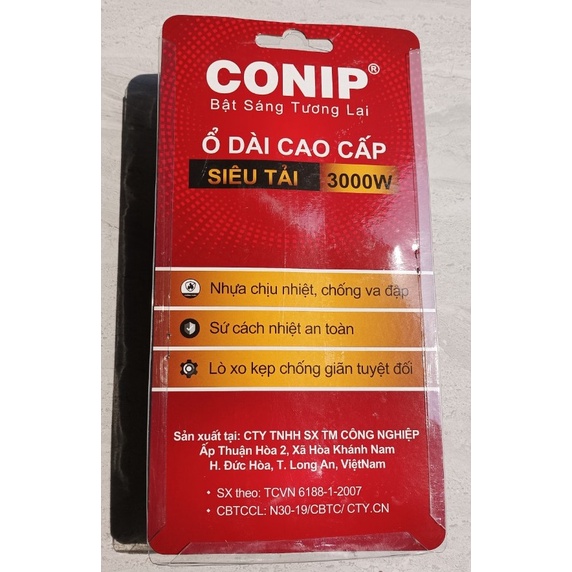 CONIP®
Bật Sáng Tương Lai
Ổ DÀI CAO CẤP
SIÊU TẢI 3000W
Nhựa chịu nhiệt, chống va đập
Sứ cách nhiệt an toàn
Lò xo kẹp chống giãn tuyệt đối
Sản xuất tại: CTY TNHH SX TM CÔNG NGHIỆP
Ấp Thuận Hòa 2, Xã Hòa Khánh Nam
H. Đức Hòa, T. Long An, ViệtNam
• SX theo: TCVN 6188-1-2007
• CBTCCL: N30-19/CBTC/ CTY.CN